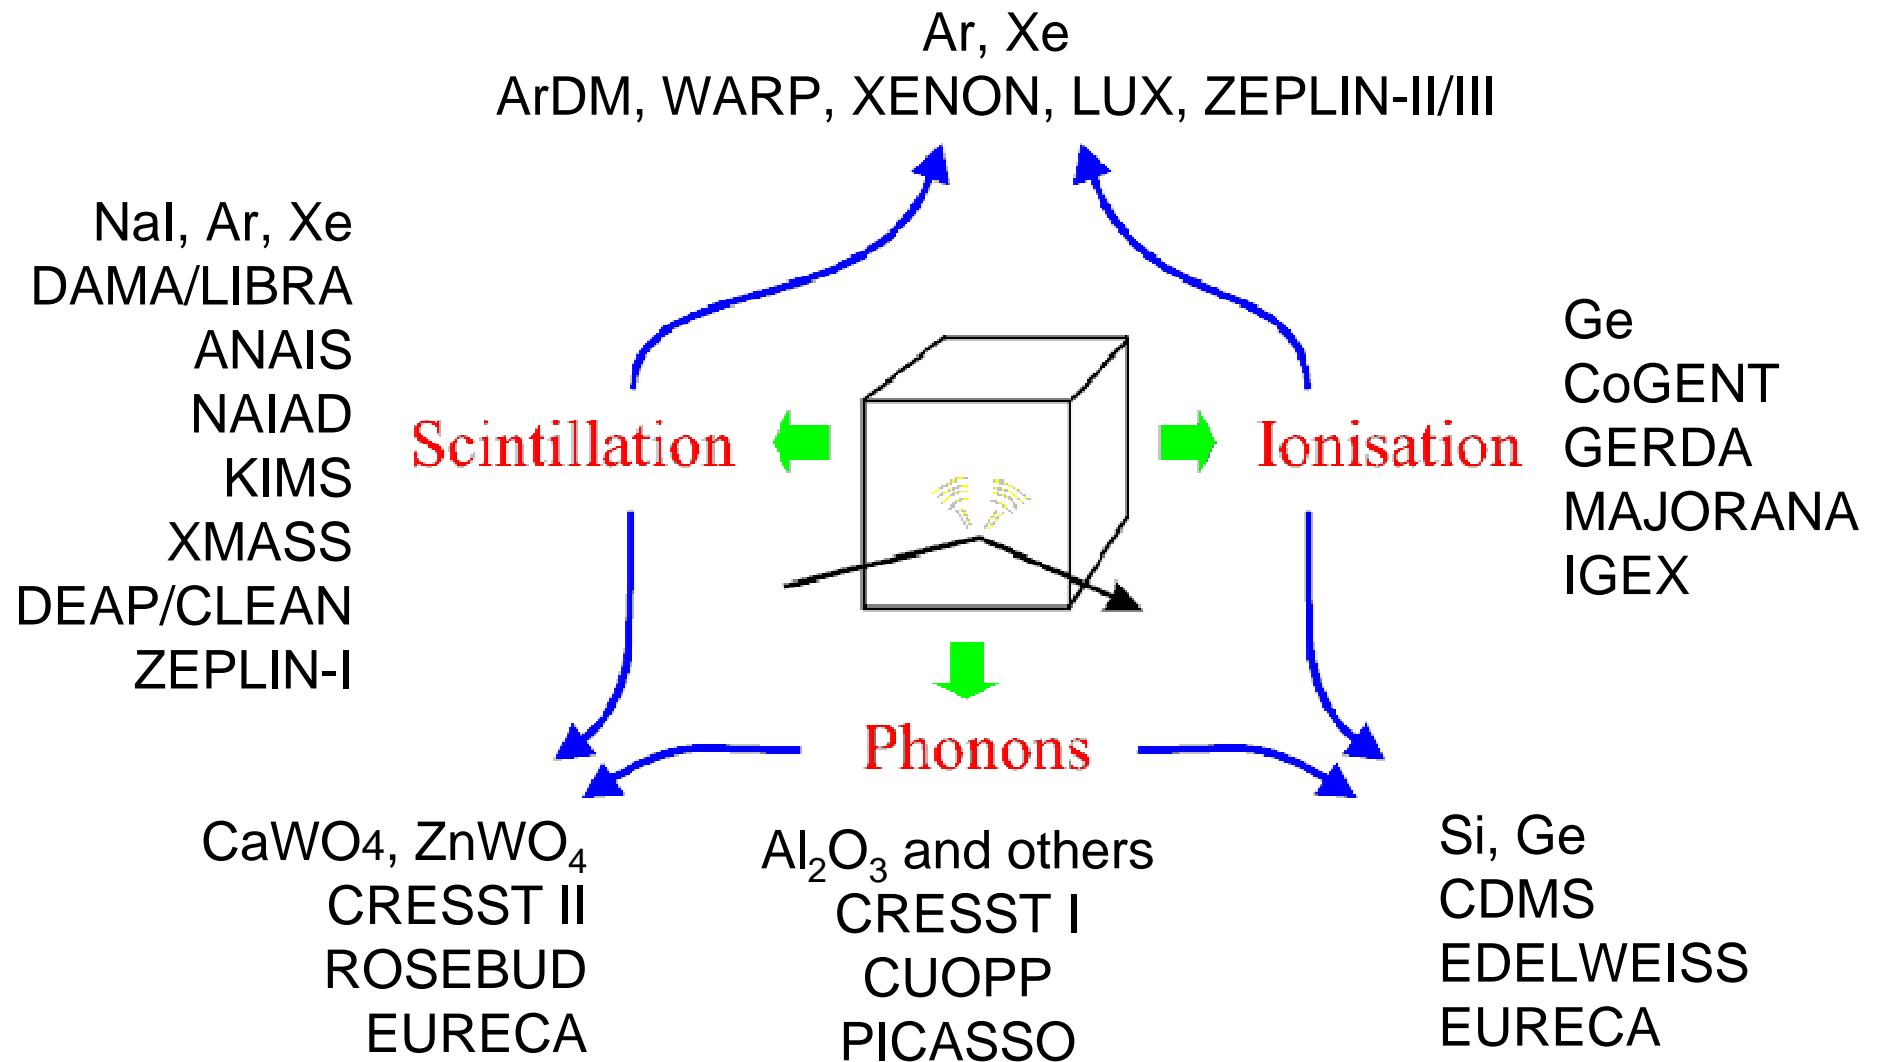 Ar, Xe
ArDM, WARP, XENON, LUX, ZEPLIN-II/III
NaI, Ar, Xe
DAMA/LIBRA
ANAIS
NAIAD
KIMS
XMASS
DEAP/CLEAN
ZEPLIN-I
Scintillation
Ionisation
Ge
CoGENT
GERDA
MAJORANA
IGEX
Phonons
CaWO4, ZnWO₄
CRESST II
ROSEBUD
EURECA
Al₂O₃ and others
CRESST I
CUOPP
PICASSO
Si, Ge
CDMS
EDELWEISS
EURECA